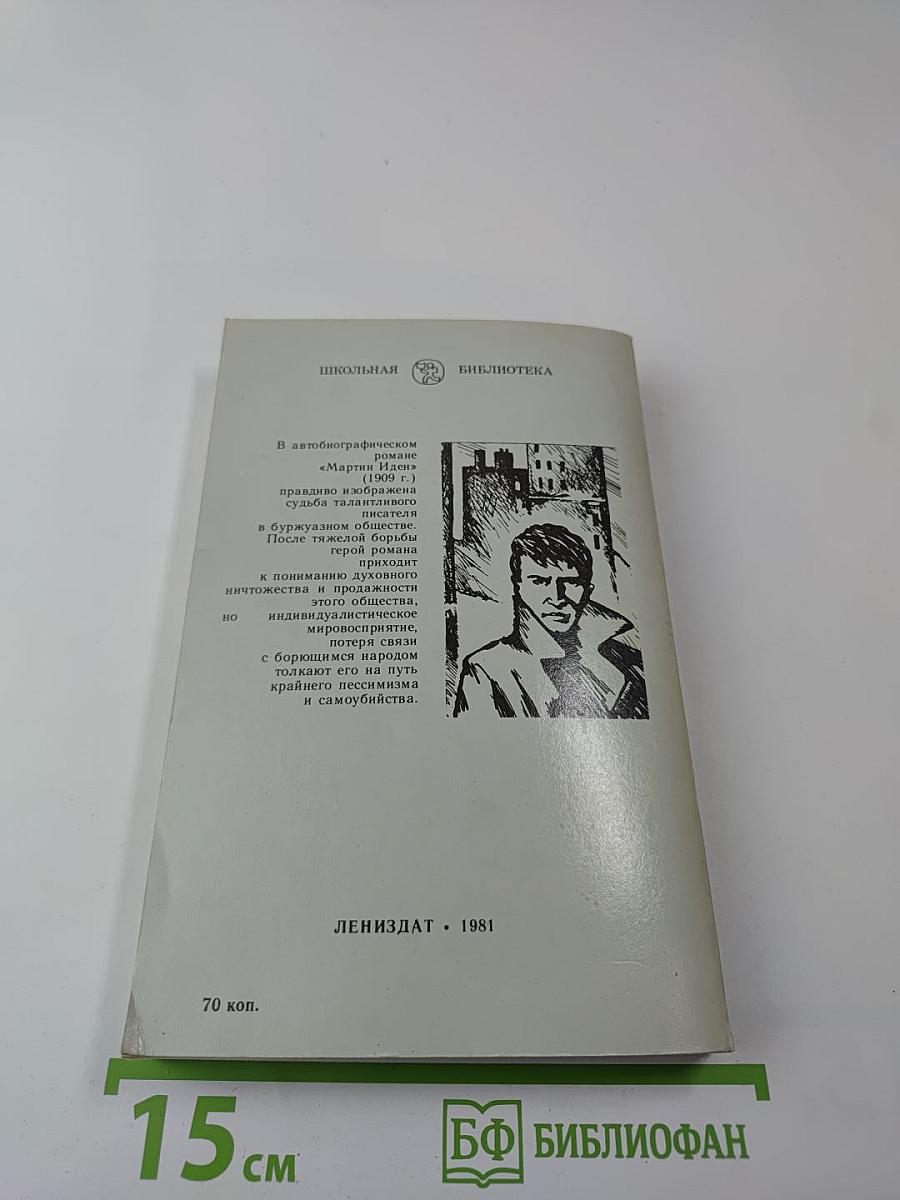 ШКОЛЬНАЯ БИБЛИОТЕКА
В автобиографическом
романе
«Мартин Иден»
(1909 г.)
правдиво изображена
судьба талантливого
писателя
в буржуазном обществе.
После тяжелой борьбы
герой романа
приходит
к пониманию духовного
ничтожества и продажности
этого общества,
но индивидуалистическое
мировосприятие,
потеря связи
с борющимся народом
толкают его на путь
крайнего пессимизма
и самоубийства.
ЛЕНИЗДАТ • 1981
70 коп.
15 см
БФ БИБЛИОФАН